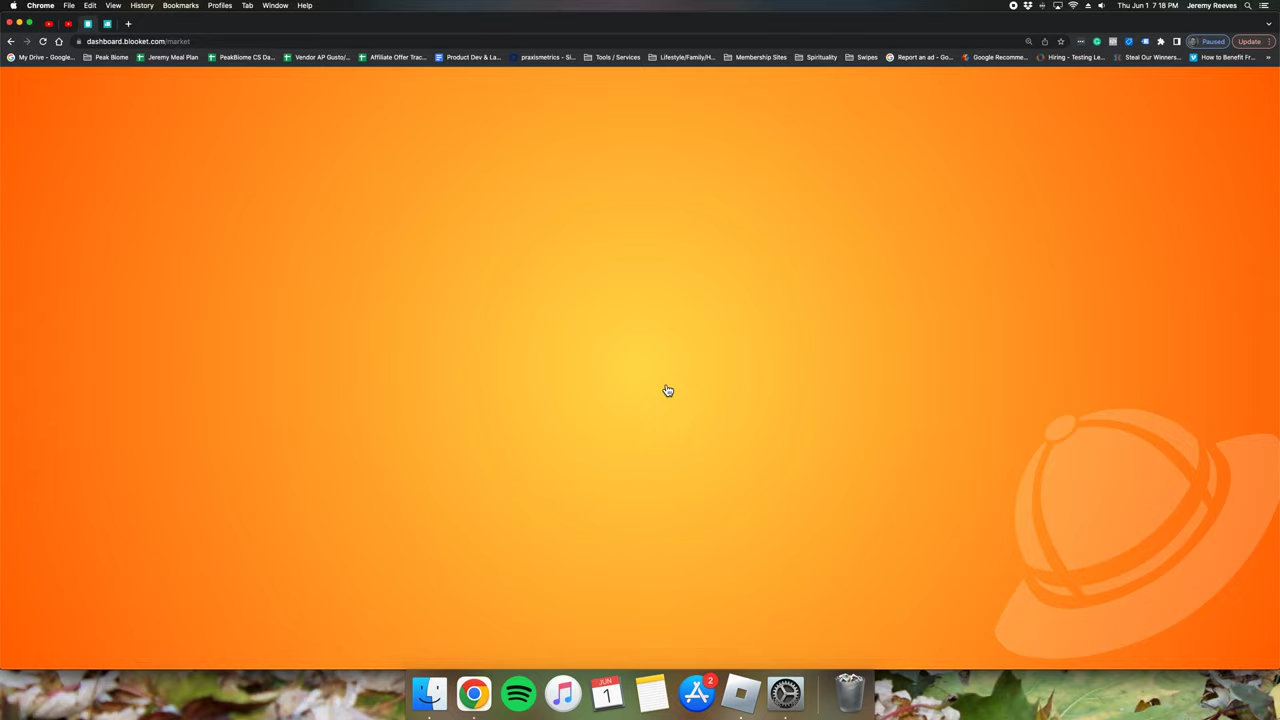 Chrome File Edit View History Bookmarks Profiles Tab Window Help Thu Jun 1 7:18 PM Jeremy Reeves
dashboard.blooket.com/market Paused Update
My Drive - Google... Peak Biome Jeremy Meal Plan PeakBiome CS Da... Vendor AP Gusto/... Affiliate Offer Trac... Product Dev & La... praxismetrics - Si... Tools / Services Lifestyle/Family/H... Membership Sites Spirituality Swipes Report an ad - Go... Google Recomme... Hiring - Testing Le... Steal Our Winners... How to Benefit Fr... »
JUN
1
2